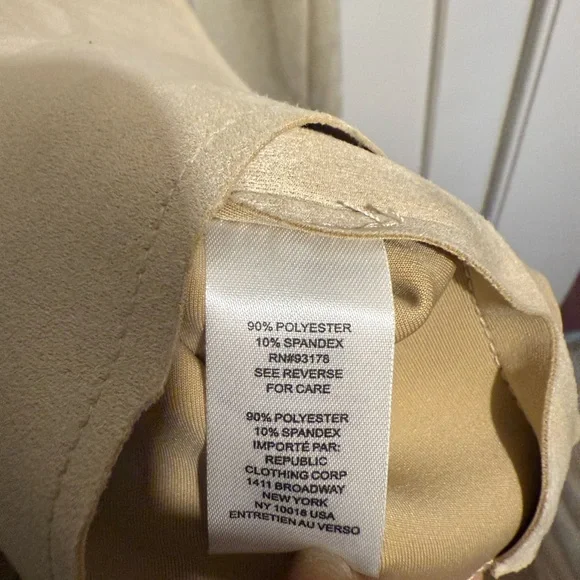 90% POLYESTER
10% SPANDEX
RN#93178
SEE REVERSE
FOR CARE
90% POLYESTER
10% SPANDEX
IMPORTÉ PAR:
REPUBLIC
CLOTHING CORP
1411 BROADWAY
NEW YORK
NY 10018 USA
ENTRETIEN AU VERSO